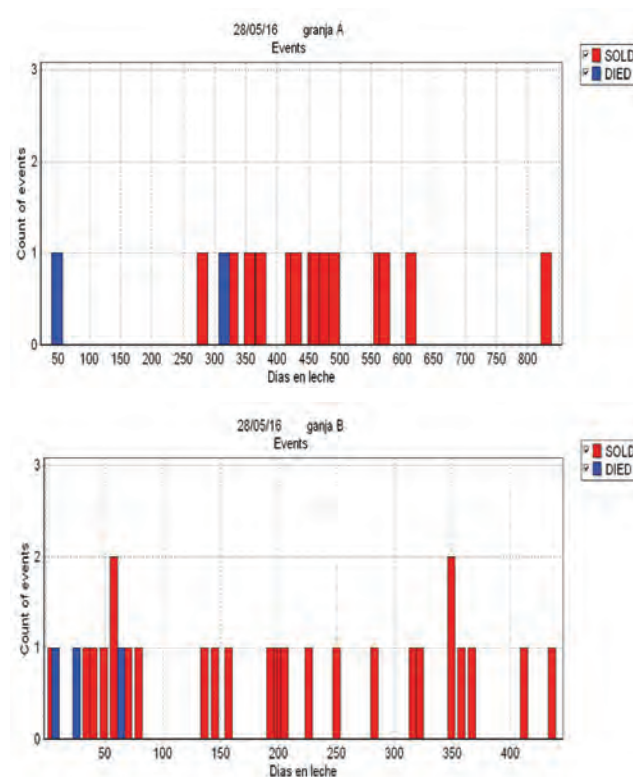 28/05/16 granja A
Events
SOLD
DIED
Count of events
3
2
1
0
50 100 150 200 250 300 350 400 450 500 550 600 650 700 750 800
Dias en leche
28/05/16 ganja B
Events
SOLD
DIED
Count of events
3
2
1
0
50 100 150 200 250 300 350 400
Dias en leche